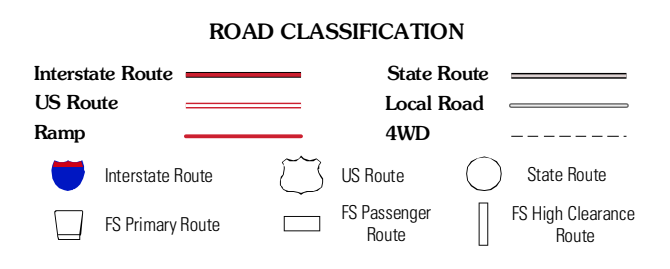 ROAD CLASSIFICATION
Interstate Route
State Route
US Route
Local Road
Ramp
4WD
Interstate Route
US Route
State Route
FS Primary Route
FS Passenger
Route
FS High Clearance
Route